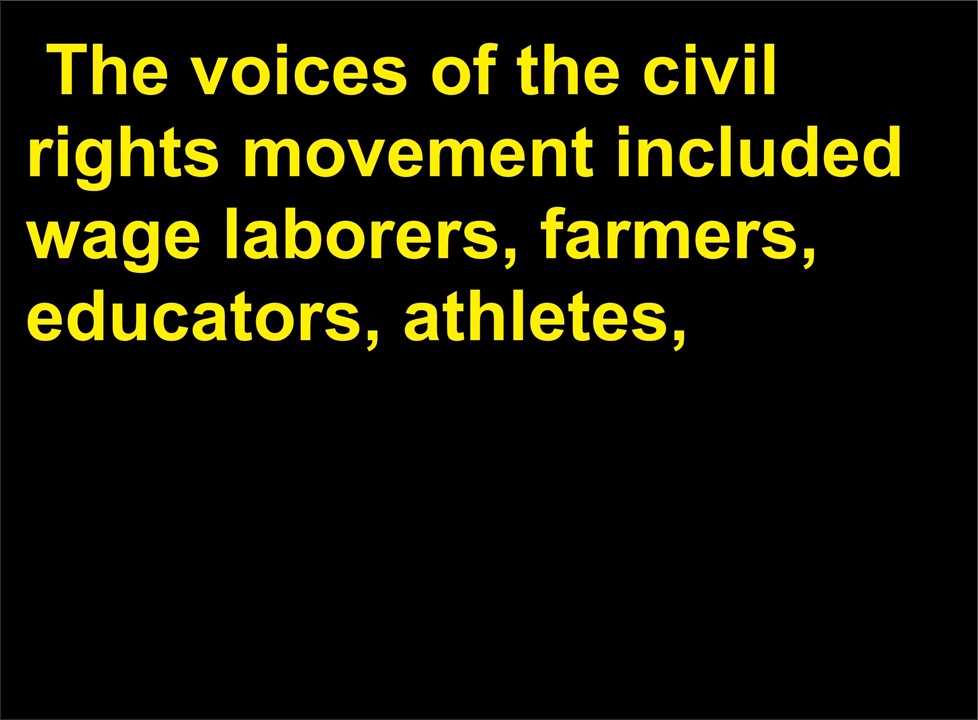 The voices of the civil
rights movement included
wage laborers, farmers,
educators, athletes,